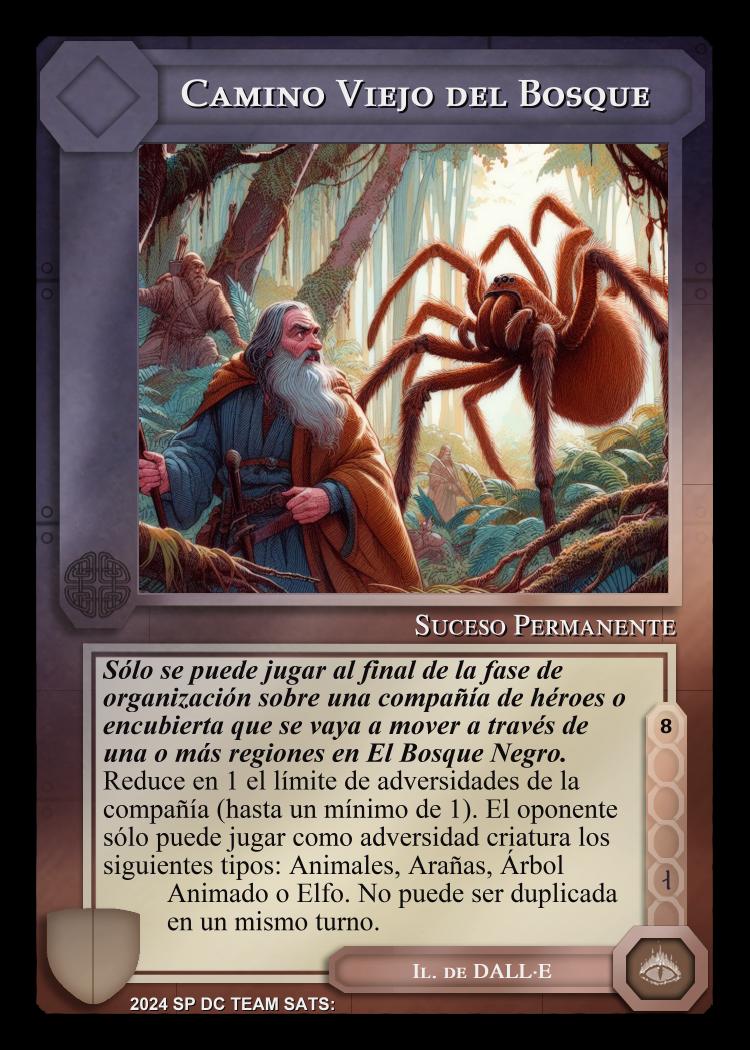 Camino Viejo del Bosque
Suceso Permanente
Sólo se puede jugar al final de la fase de
organización sobre una compañía de héroes o
encubierta que se vaya a mover a través de
una o más regiones en El Bosque Negro.
Reduce en 1 el límite de adversidades de la
compañía (hasta un mínimo de 1). El oponente
sólo puede jugar como adversidad criatura los
siguientes tipos: Animales, Arañas, Árbol
Animado o Elfo. No puede ser duplicada
en un mismo turno.
8
Il. de DALL·E
2024 SP DC TEAM SATS: